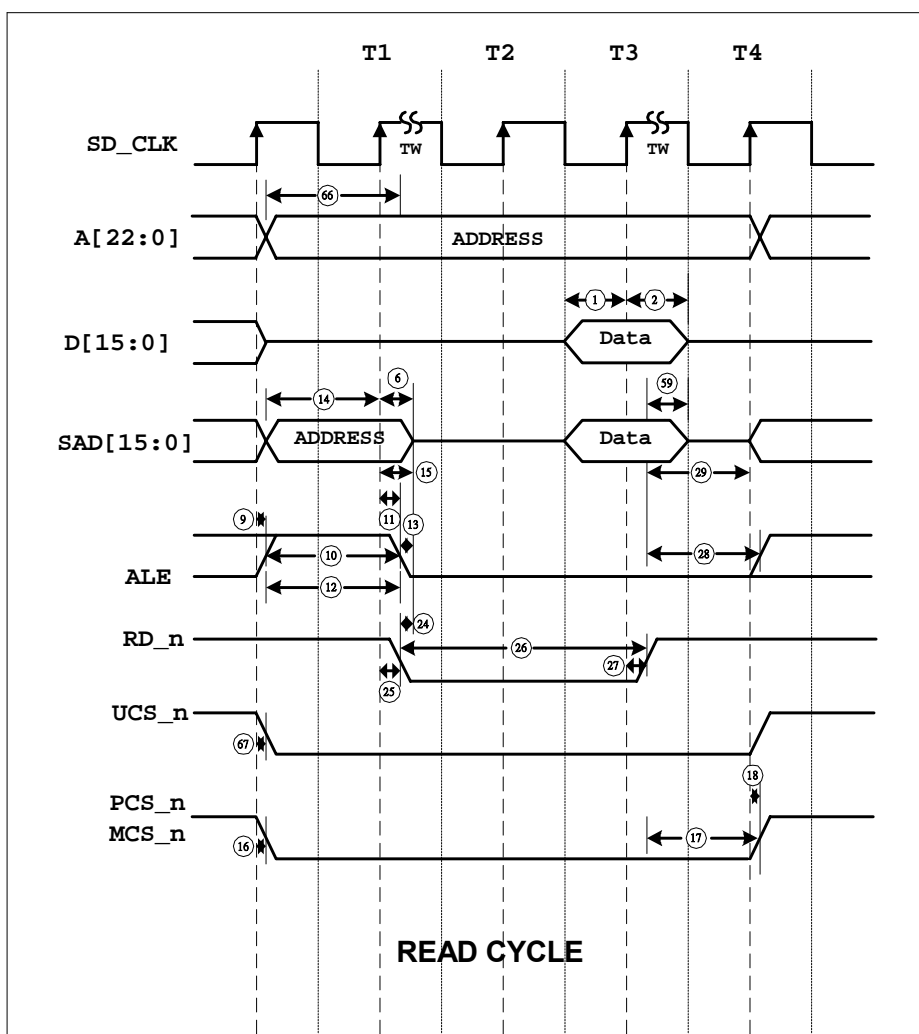 T1 T2 T3 T4
SD_CLK
TW TW
66
A[22:0] ADDRESS
1 2
D[15:0] Data
6 59
14
SAD[15:0] ADDRESS Data
15 29
9 11 13
10 28
ALE
12
24
RD_n 26
27
25
UCS_n
67
18
PCS_n
MCS_n
16 17
READ CYCLE